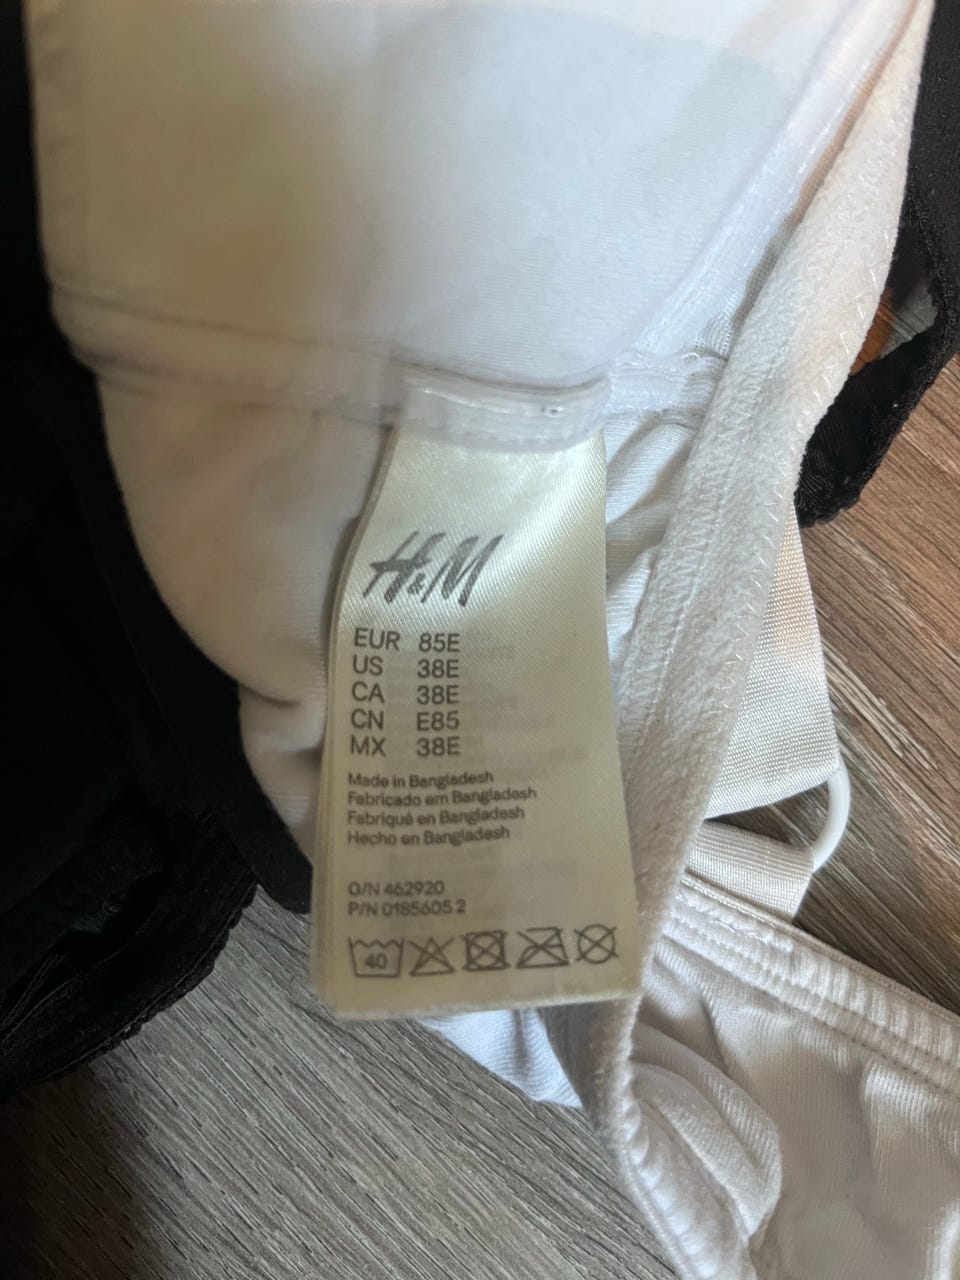 H&M
EUR 85E
US 38E
CA 38E
CN E85
MX 38E
Made in Bangladesh
Fabricado em Bangladesh
Fabriqué en Bangladesh
Hecho en Bangladesh
O/N 462920
P/N 0185605 2
40